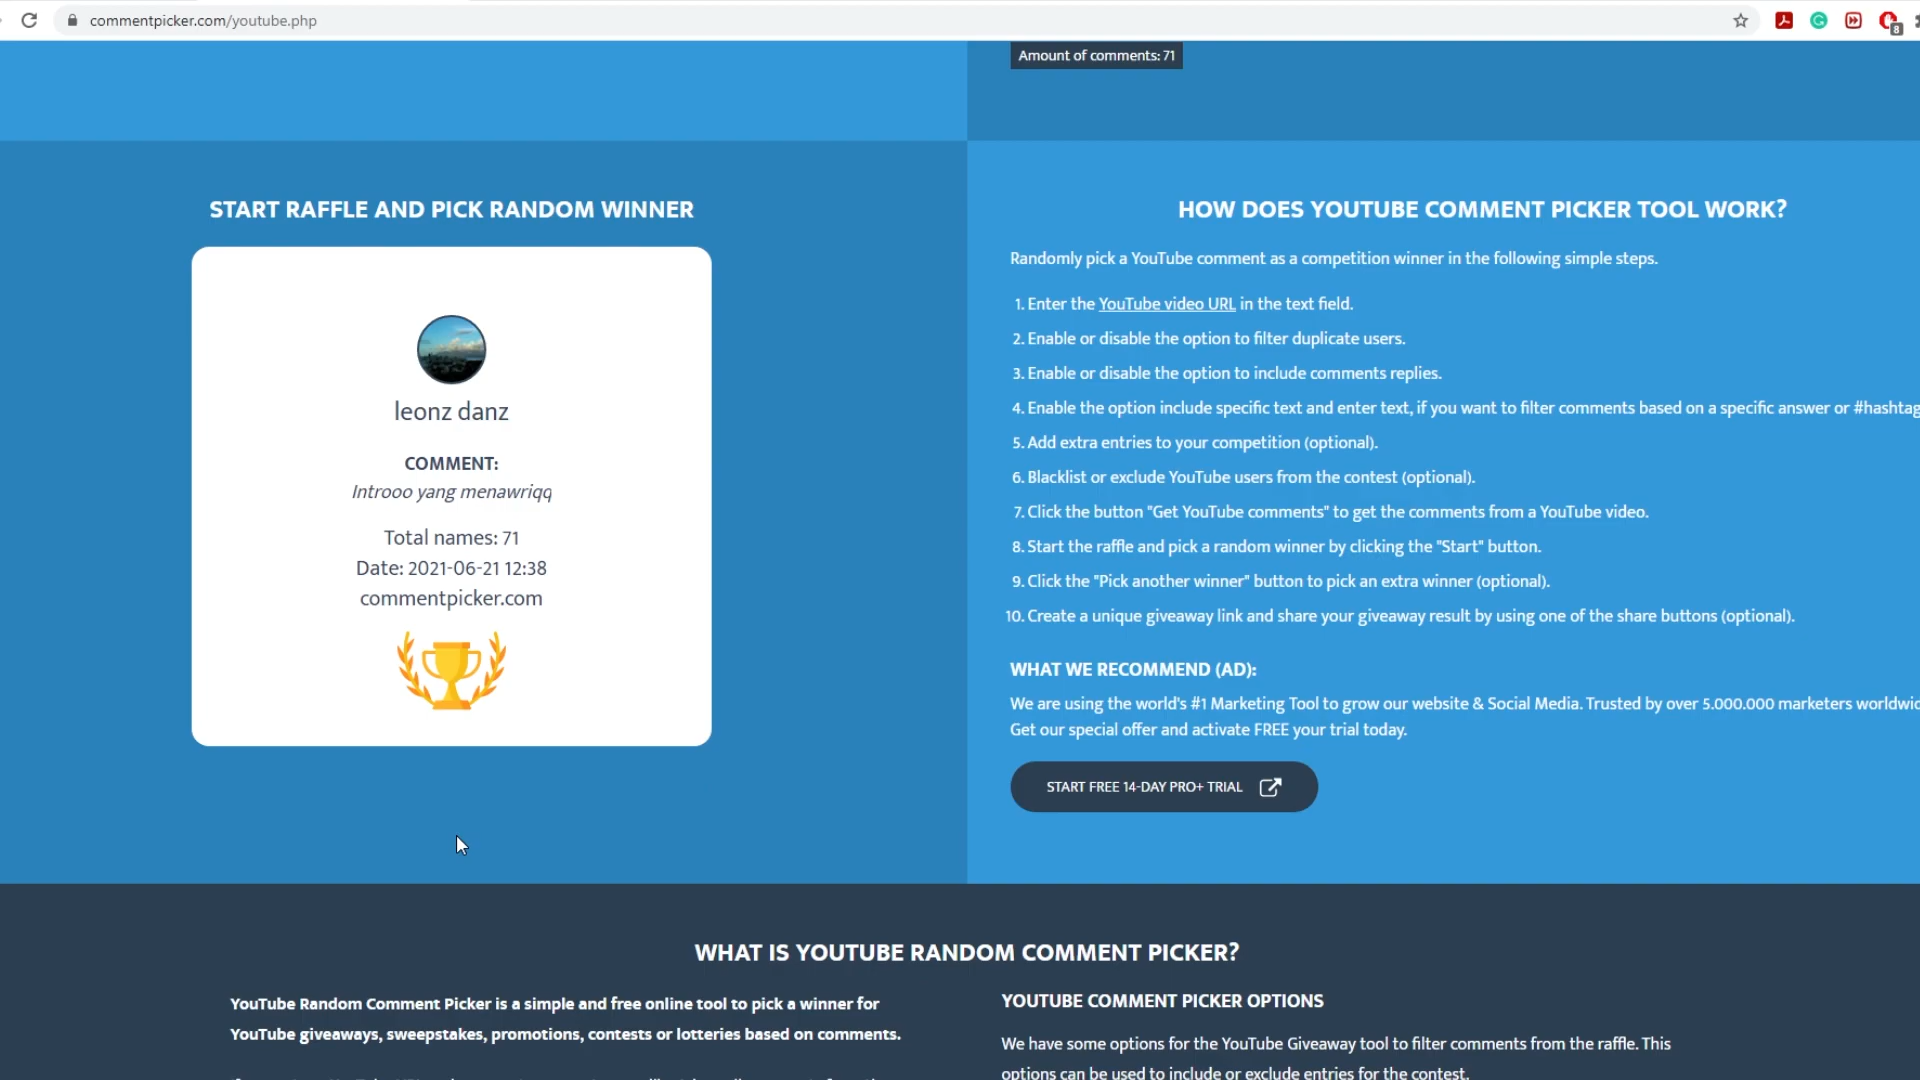 commentpicker.com/youtube.php
8
Amount of comments: 71
START RAFFLE AND PICK RANDOM WINNER
leonz danz
COMMENT:
Introoo yang menawriqq
Total names: 71
Date: 2021-06-21 12:38
commentpicker.com
HOW DOES YOUTUBE COMMENT PICKER TOOL WORK?
Randomly pick a YouTube comment as a competition winner in the following simple steps.
1. Enter the YouTube video URL in the text field.
2. Enable or disable the option to filter duplicate users.
3. Enable or disable the option to include comments replies.
4. Enable the option include specific text and enter text, if you want to filter comments based on a specific answer or #hashtag
5. Add extra entries to your competition (optional).
6. Blacklist or exclude YouTube users from the contest (optional).
7. Click the button "Get YouTube comments" to get the comments from a YouTube video.
8. Start the raffle and pick a random winner by clicking the "Start" button.
9. Click the "Pick another winner" button to pick an extra winner (optional).
10. Create a unique giveaway link and share your giveaway result by using one of the share buttons (optional).
WHAT WE RECOMMEND (AD):
We are using the world's #1 Marketing Tool to grow our website & Social Media. Trusted by over 5.000.000 marketers worldwid
Get our special offer and activate FREE your trial today.
START FREE 14-DAY PRO+ TRIAL
WHAT IS YOUTUBE RANDOM COMMENT PICKER?
YouTube Random Comment Picker is a simple and free online tool to pick a winner for
YouTube giveaways, sweepstakes, promotions, contests or lotteries based on comments.
YOUTUBE COMMENT PICKER OPTIONS
We have some options for the YouTube Giveaway tool to filter comments from the raffle. This
options can be used to include or exclude entries for the contest.